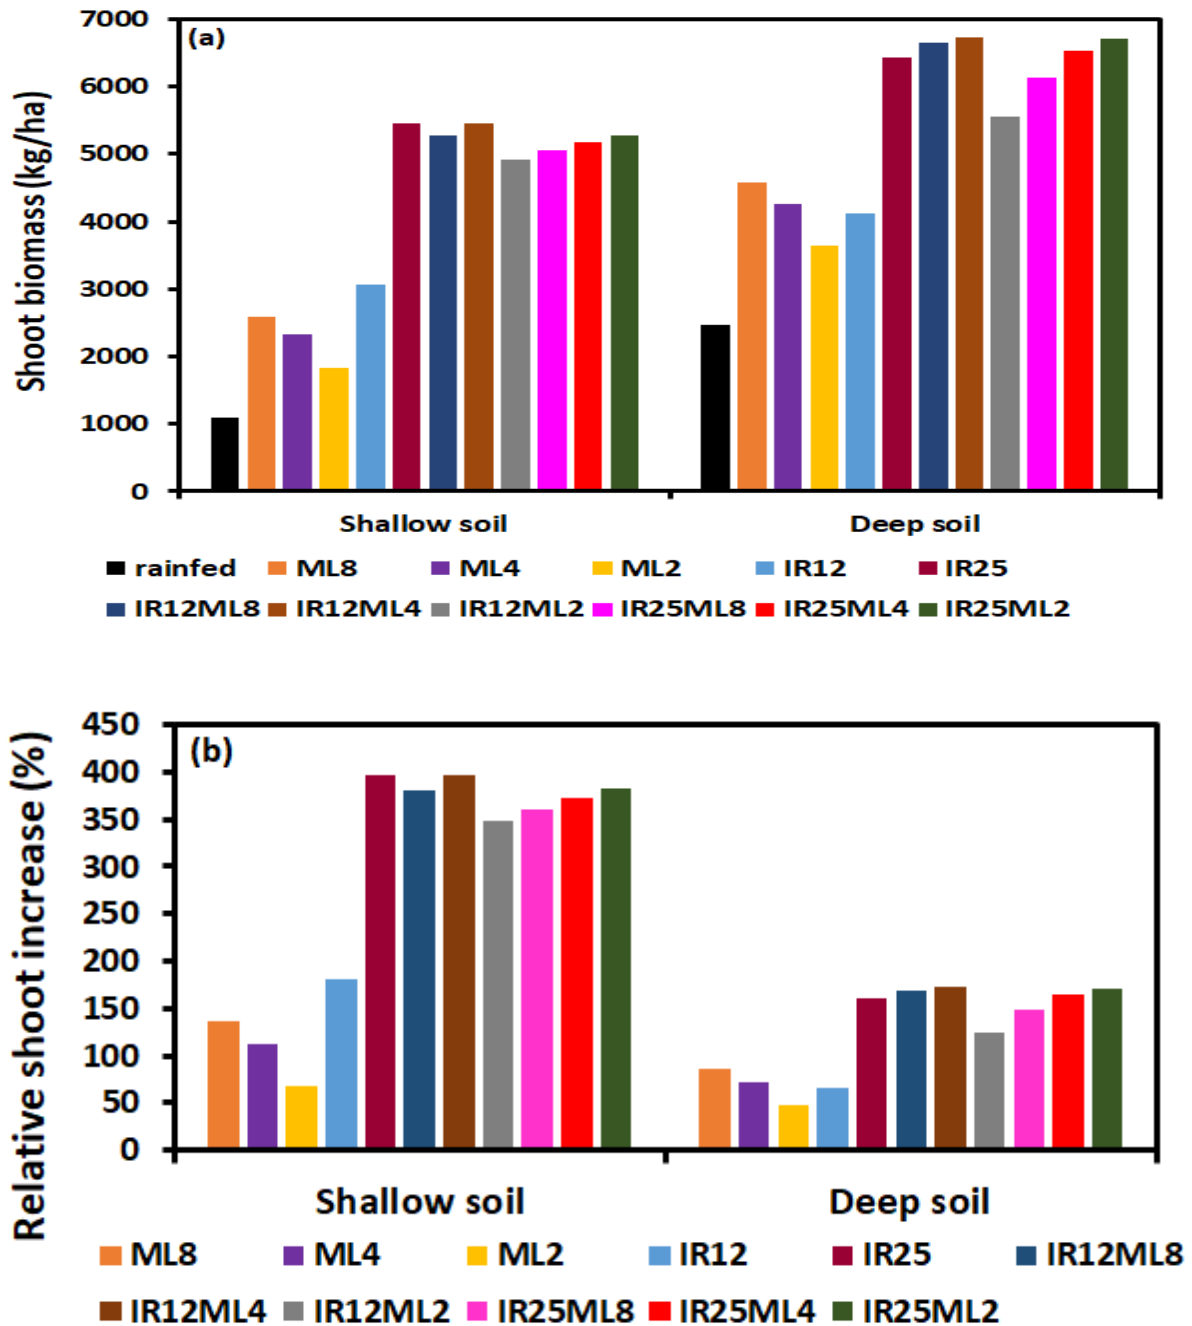 (a)
Shoot biomass (kg/ha)
7000
6000
5000
4000
3000
2000
1000
0
Shallow soil Deep soil
rainfed ML8 ML4 ML2 IR12 IR25
IR12ML8 IR12ML4 IR12ML2 IR25ML8 IR25ML4 IR25ML2
(b)
Relative shoot increase (%)
450
400
350
300
250
200
150
100
50
0
Shallow soil Deep soil
ML8 ML4 ML2 IR12 IR25 IR12ML8
IR12ML4 IR12ML2 IR25ML8 IR25ML4 IR25ML2